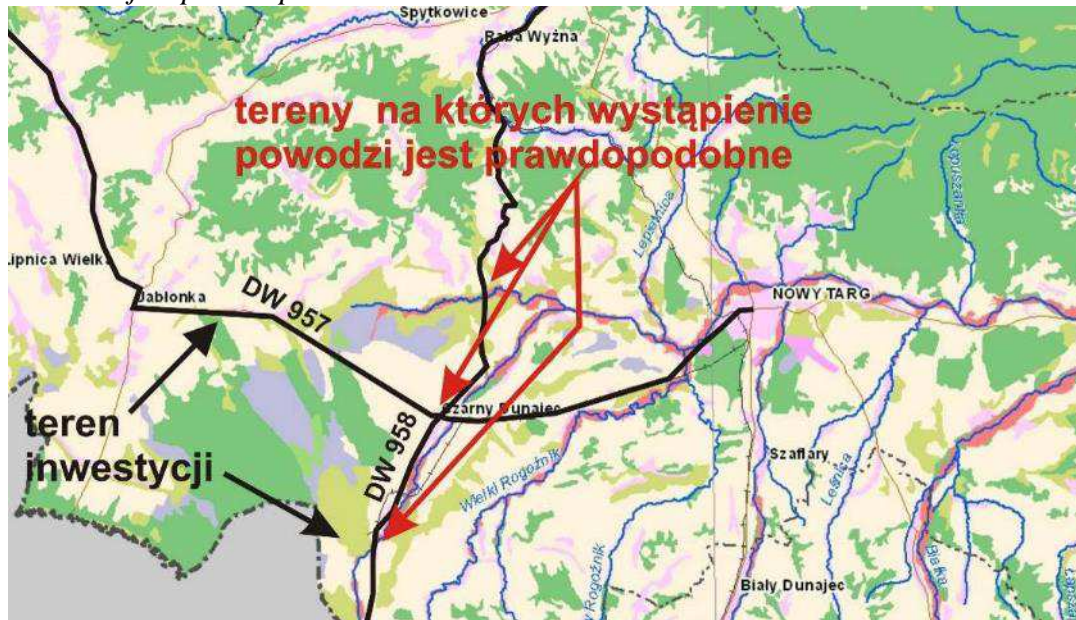 Spytkowice
Raba Wyżna
tereny na których wystąpienie
powodzi jest prawdopodobne
Łopuszanka
Lepietnica
Lipnica Wielka
Jabłonka
DW 957
NOWY TARG
Czarny Dunajec
teren
inwestycji
DW 958
Szaflary
Wielki Rogoźnik
Leśnica
Białka
Rogoźnik
Biały Dunajec